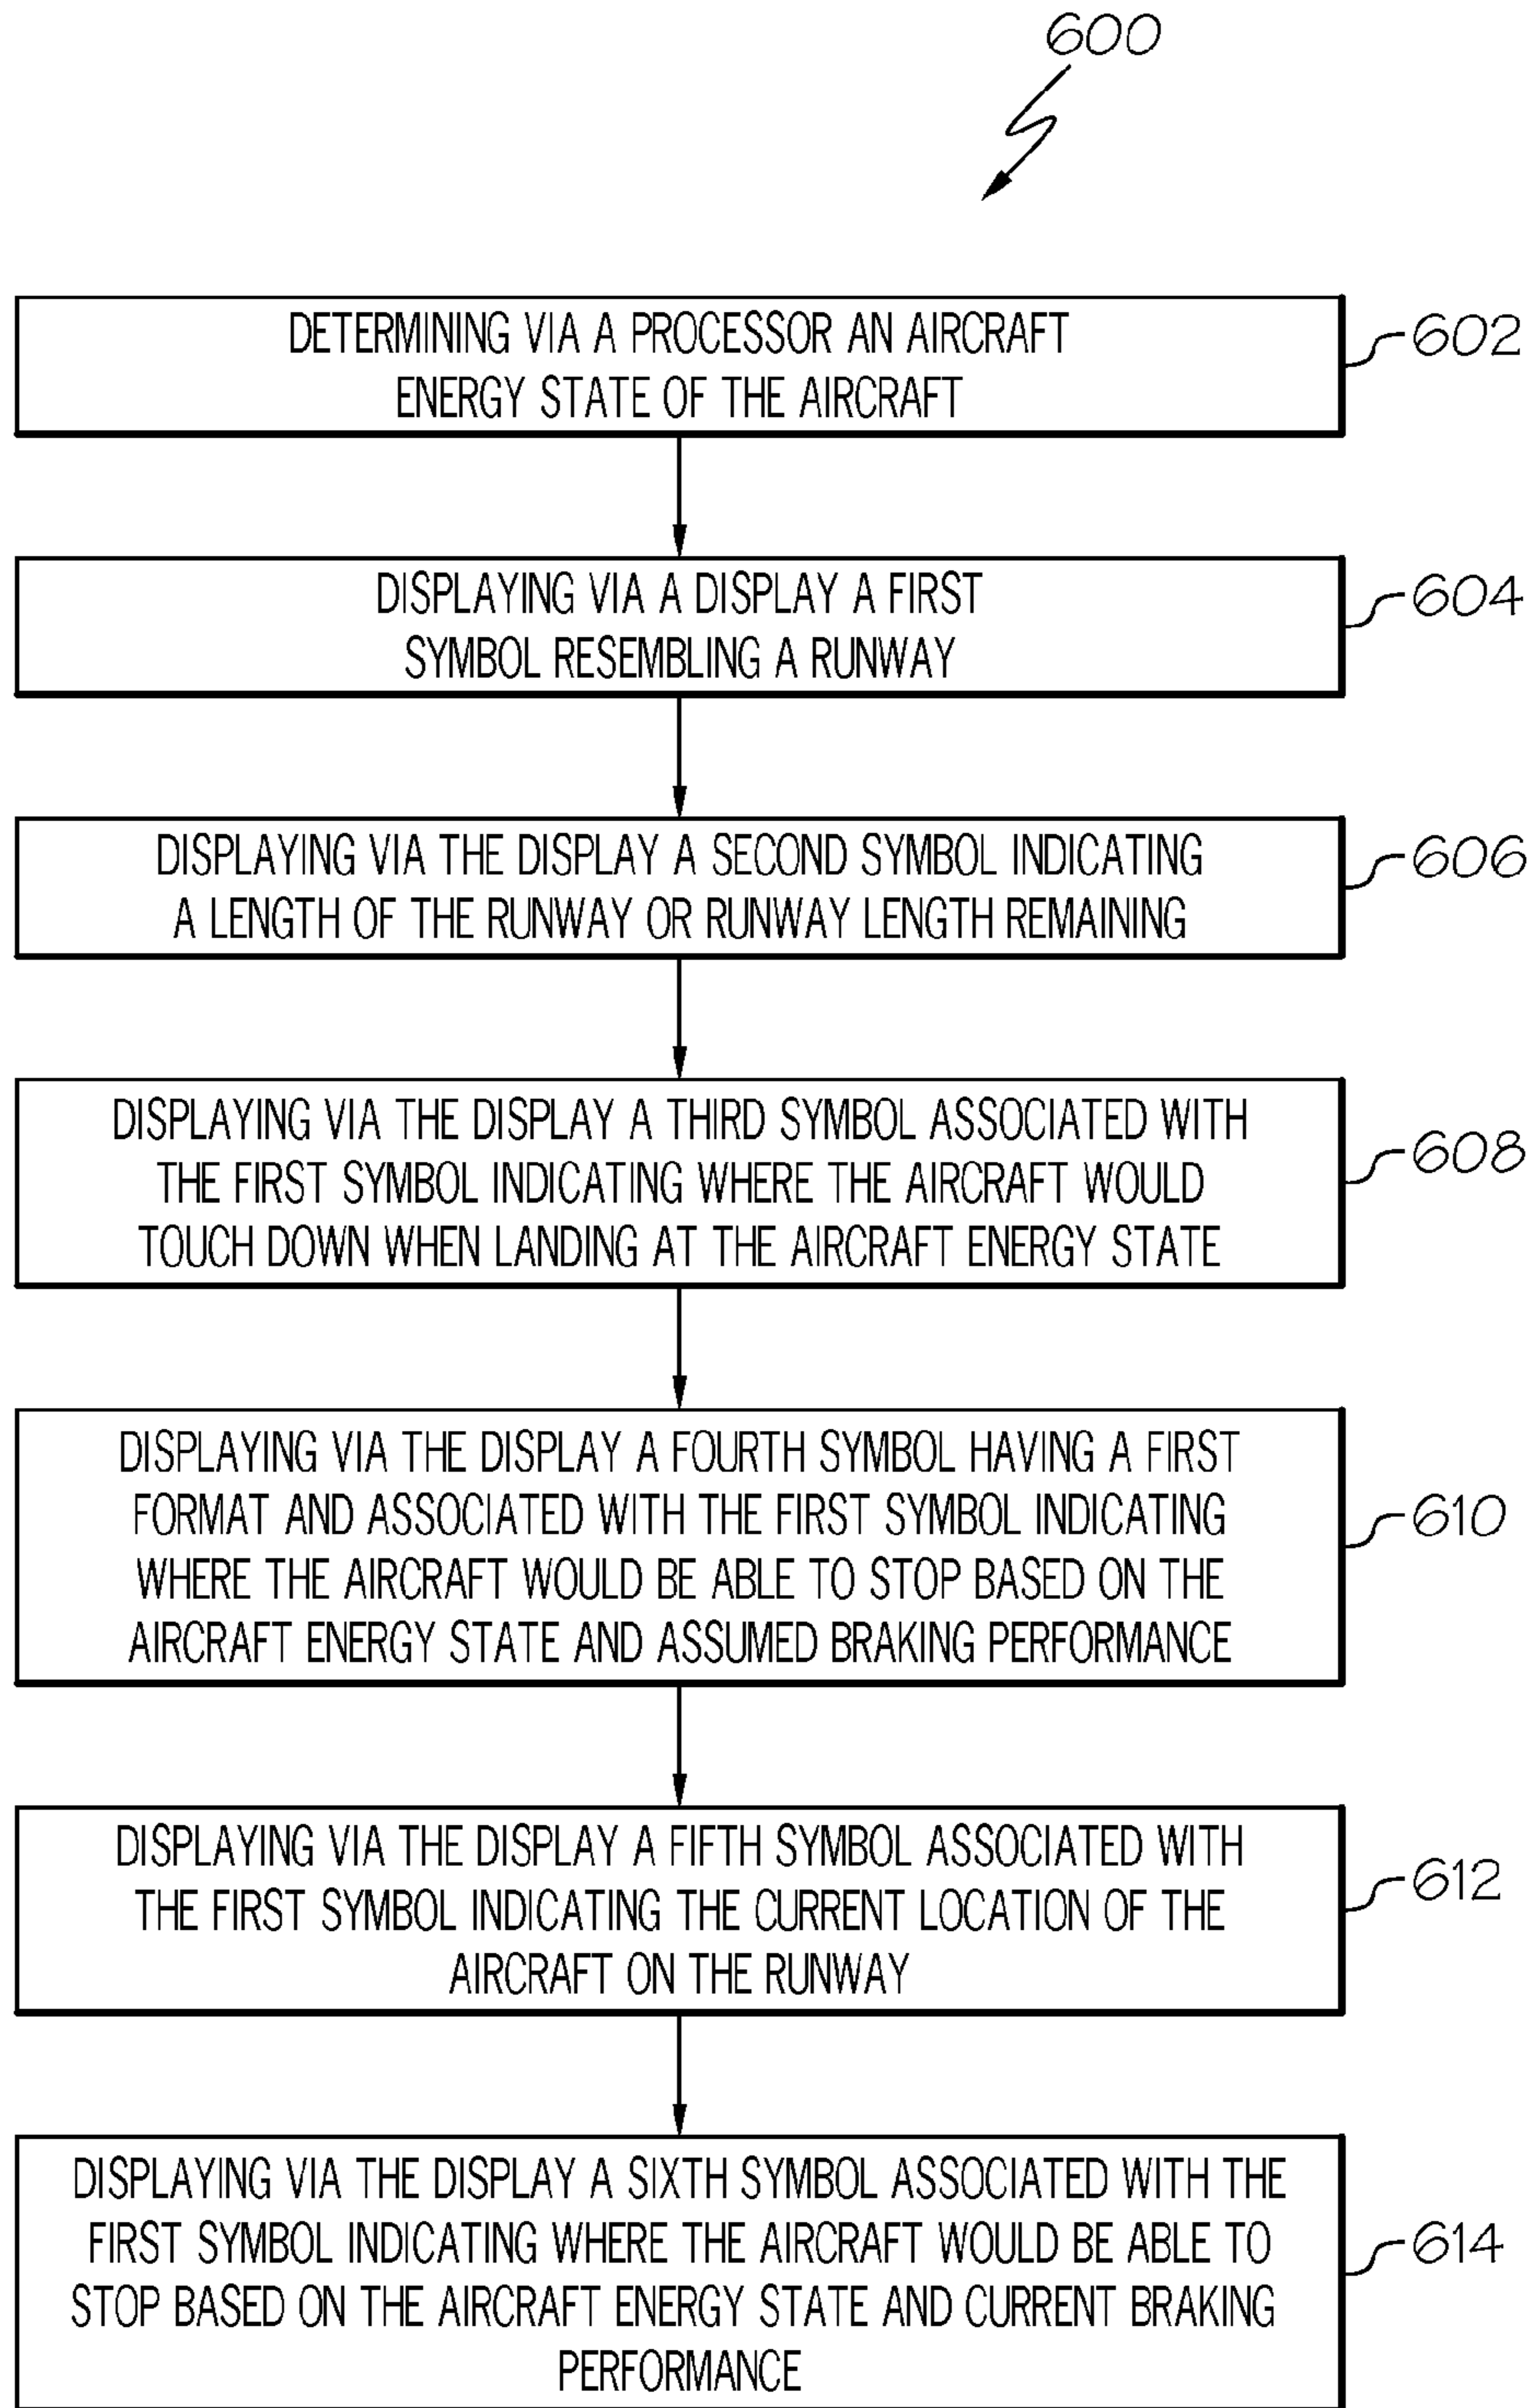 600
DETERMINING VIA A PROCESSOR AN AIRCRAFT
ENERGY STATE OF THE AIRCRAFT
602
DISPLAYING VIA A DISPLAY A FIRST
SYMBOL RESEMBLING A RUNWAY
604
DISPLAYING VIA THE DISPLAY A SECOND SYMBOL INDICATING
A LENGTH OF THE RUNWAY OR RUNWAY LENGTH REMAINING
606
DISPLAYING VIA THE DISPLAY A THIRD SYMBOL ASSOCIATED WITH
THE FIRST SYMBOL INDICATING WHERE THE AIRCRAFT WOULD
TOUCH DOWN WHEN LANDING AT THE AIRCRAFT ENERGY STATE
608
DISPLAYING VIA THE DISPLAY A FOURTH SYMBOL HAVING A FIRST
FORMAT AND ASSOCIATED WITH THE FIRST SYMBOL INDICATING
WHERE THE AIRCRAFT WOULD BE ABLE TO STOP BASED ON THE
AIRCRAFT ENERGY STATE AND ASSUMED BRAKING PERFORMANCE
610
DISPLAYING VIA THE DISPLAY A FIFTH SYMBOL ASSOCIATED WITH
THE FIRST SYMBOL INDICATING THE CURRENT LOCATION OF THE
AIRCRAFT ON THE RUNWAY
612
DISPLAYING VIA THE DISPLAY A SIXTH SYMBOL ASSOCIATED WITH THE
FIRST SYMBOL INDICATING WHERE THE AIRCRAFT WOULD BE ABLE TO
STOP BASED ON THE AIRCRAFT ENERGY STATE AND CURRENT BRAKING
PERFORMANCE
614